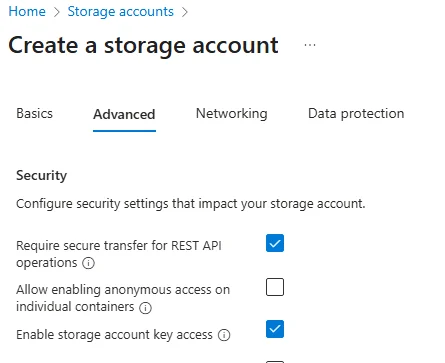 Home > Storage accounts >
Create a storage account ...
Basics Advanced Networking Data protection
Security
Configure security settings that impact your storage account.
Require secure transfer for REST API
operations
Allow enabling anonymous access on
individual containers
Enable storage account key access